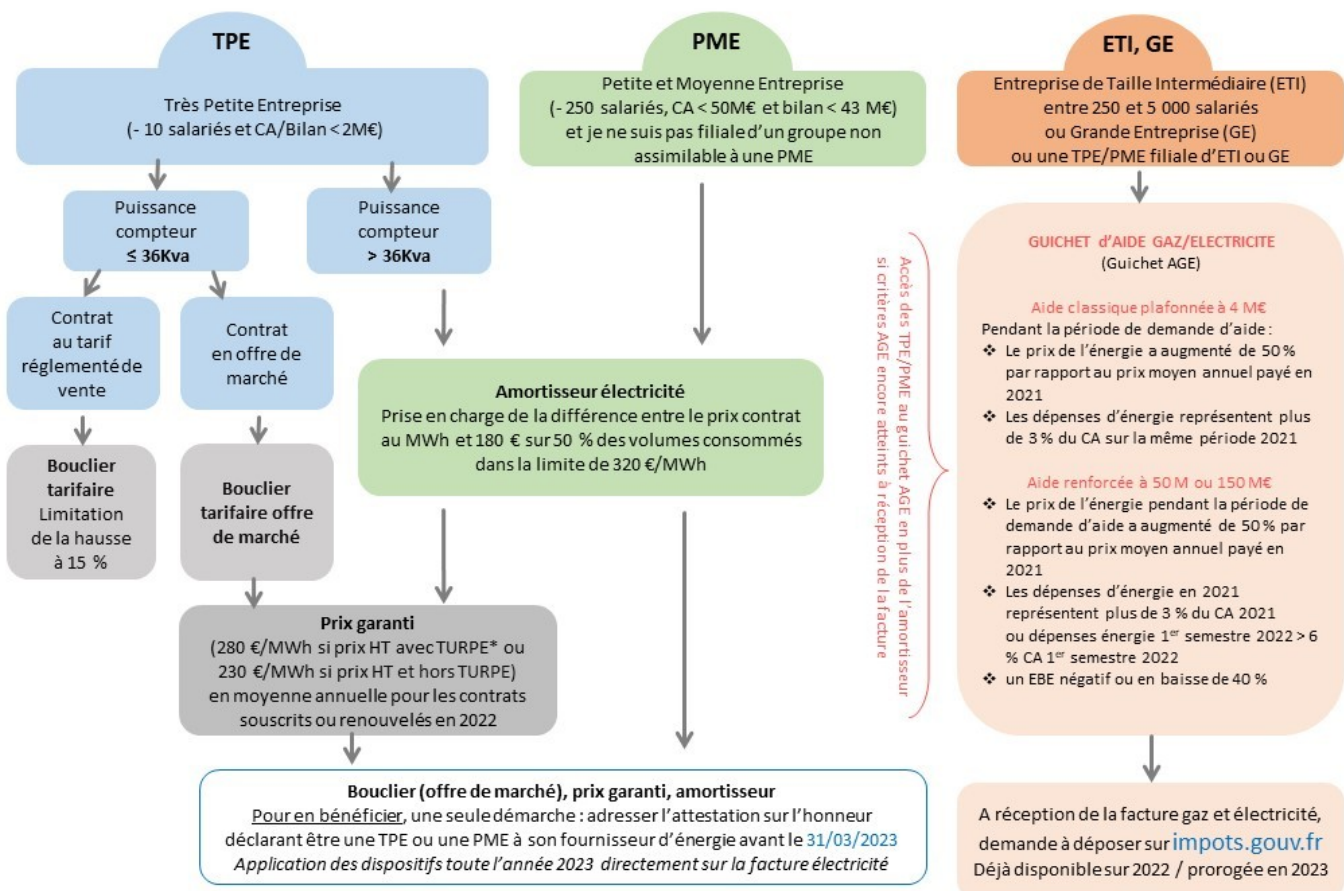 TPE
Très Petite Entreprise
(- 10 salariés et CA/Bilan < 2M€)
Puissance
compteur
≤ 36Kva
Puissance
compteur
> 36Kva
Contrat
au tarif
réglementé de
vente
Contrat
en offre de
marché
Bouclier
tarifaire
Limitation
de la hausse
à 15 %
Bouclier
tarifaire offre
de marché
PME
Petite et Moyenne Entreprise
(- 250 salariés, CA < 50M€ et bilan < 43 M€)
et je ne suis pas filiale d’un groupe non
assimilable à une PME
Amortisseur électricité
Prise en charge de la différence entre le prix contrat
au MWh et 180 € sur 50 % des volumes consommés
dans la limite de 320 €/MWh
Prix garanti
(280 €/MWh si prix HT avec TURPE* ou
230 €/MWh si prix HT et hors TURPE)
en moyenne annuelle pour les contrats
souscrits ou renouvelés en 2022
Bouclier (offre de marché), prix garanti, amortisseur
Pour en bénéficier, une seule démarche : adresser l’attestation sur l’honneur
déclarant être une TPE ou une PME à son fournisseur d’énergie avant le 31/03/2023
Application des dispositifs toute l’année 2023 directement sur la facture électricité
Accès des TPE/PME au guichet AGE en plus de l’amortisseur
si critères AGE encore atteints à réception de la facture
ETI, GE
Entreprise de Taille Intermédiaire (ETI)
entre 250 et 5 000 salariés
ou Grande Entreprise (GE)
ou une TPE/PME filiale d’ETI ou GE
GUICHET d’AIDE GAZ/ELECTRICITE
(Guichet AGE)
Aide classique plafonnée à 4 M€
Pendant la période de demande d’aide :
❖ Le prix de l’énergie a augmenté de 50 %
par rapport au prix moyen annuel payé en
2021
❖ Les dépenses d’énergie représentent plus
de 3 % du CA sur la même période 2021
Aide renforcée à 50 M ou 150 M€
❖ Le prix de l’énergie pendant la période de
demande d’aide a augmenté de 50 % par
rapport au prix moyen annuel payé en
2021
❖ Les dépenses d’énergie en 2021
représentent plus de 3 % du CA 2021
ou dépenses énergie 1er semestre 2022 > 6
% CA 1er semestre 2022
❖ un EBE négatif ou en baisse de 40 %
A réception de la facture gaz et électricité,
demande à déposer sur impots.gouv.fr
Déjà disponible sur 2022 / prorogée en 2023